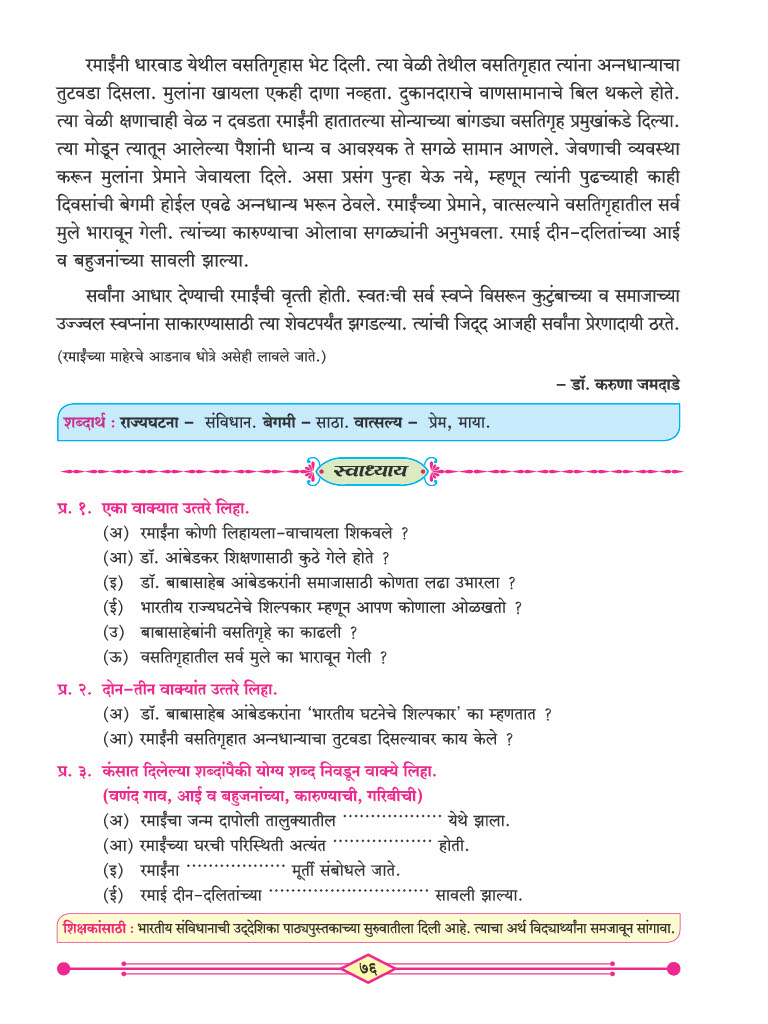 रमाईंनी धारवाड येथील वसतिगृहास भेट दिली. त्या वेळी तेथील वसतिगृहात त्यांना अन्नधान्याचा
तुटवडा दिसला. मुलांना खायला एकही दाणा नव्हता. दुकानदाराचे वाणसामानाचे बिल थकले होते.
त्या वेळी क्षणाचाही वेळ न दवडता रमाईंनी हातातल्या सोन्याच्या बांगड्या वसतिगृह प्रमुखांकडे दिल्या.
त्या मोडून त्यातून आलेल्या पैशांनी धान्य व आवश्यक ते सगळे सामान आणले. जेवणाची व्यवस्था
करून मुलांना प्रेमाने जेवायला दिले. असा प्रसंग पुन्हा येऊ नये, म्हणून त्यांनी पुढच्याही काही
दिवसांची बेगमी होईल एवढे अन्नधान्य भरून ठेवले. रमाईंच्या प्रेमाने, वात्सल्याने वसतिगृहातील सर्व
मुले भारावून गेली. त्यांच्या कारुण्याचा ओलावा सगळ्यांनी अनुभवला. रमाई दीन-दलितांच्या आई
व बहुजनांच्या सावली झाल्या.
सर्वांना आधार देण्याची रमाईंची वृत्ती होती. स्वतःची सर्व स्वप्ने विसरून कुटुंबाच्या व समाजाच्या
उज्ज्वल स्वप्नांना साकारण्यासाठी त्या शेवटपर्यंत झगडल्या. त्यांची जिद्द आजही सर्वांना प्रेरणादायी ठरते.
(रमाईंच्या माहेरचे आडनाव धोत्रे असेही लावले जाते.)
– डॉ. करुणा जमदाडे
शब्दार्थ : राज्यघटना – संविधान. बेगमी – साठा. वात्सल्य – प्रेम, माया.
स्वाध्याय
प्र. १. एका वाक्यात उत्तरे लिहा.
(अ) रमाईंना कोणी लिहायला-वाचायला शिकवले ?
(आ) डॉ. आंबेडकर शिक्षणासाठी कुठे गेले होते ?
(इ) डॉ. बाबासाहेब आंबेडकरांनी समाजासाठी कोणता लढा उभारला ?
(ई) भारतीय राज्यघटनेचे शिल्पकार म्हणून आपण कोणाला ओळखतो ?
(उ) बाबासाहेबांनी वसतिगृहे का काढली ?
(ऊ) वसतिगृहातील सर्व मुले का भारावून गेली ?
प्र. २. दोन-तीन वाक्यांत उत्तरे लिहा.
(अ) डॉ. बाबासाहेब आंबेडकरांना ‘भारतीय घटनेचे शिल्पकार’ का म्हणतात ?
(आ) रमाईंनी वसतिगृहात अन्नधान्याचा तुटवडा दिसल्यावर काय केले ?
प्र. ३. कंसात दिलेल्या शब्दांपैकी योग्य शब्द निवडून वाक्ये लिहा.
(वणंद गाव, आई व बहुजनांच्या, कारुण्याची, गरिबीची)
(अ) रमाईंचा जन्म दापोली तालुक्यातील .................. येथे झाला.
(आ) रमाईंच्या घरची परिस्थिती अत्यंत .................. होती.
(इ) रमाईंना .................. मूर्ती संबोधले जाते.
(ई) रमाई दीन-दलितांच्या ............................. सावली झाल्या.
शिक्षकांसाठी : भारतीय संविधानाची उद्देशिका पाठ्यपुस्तकाच्या सुरुवातीला दिली आहे. त्याचा अर्थ विद्यार्थ्यांना समजावून सांगावा.
७६